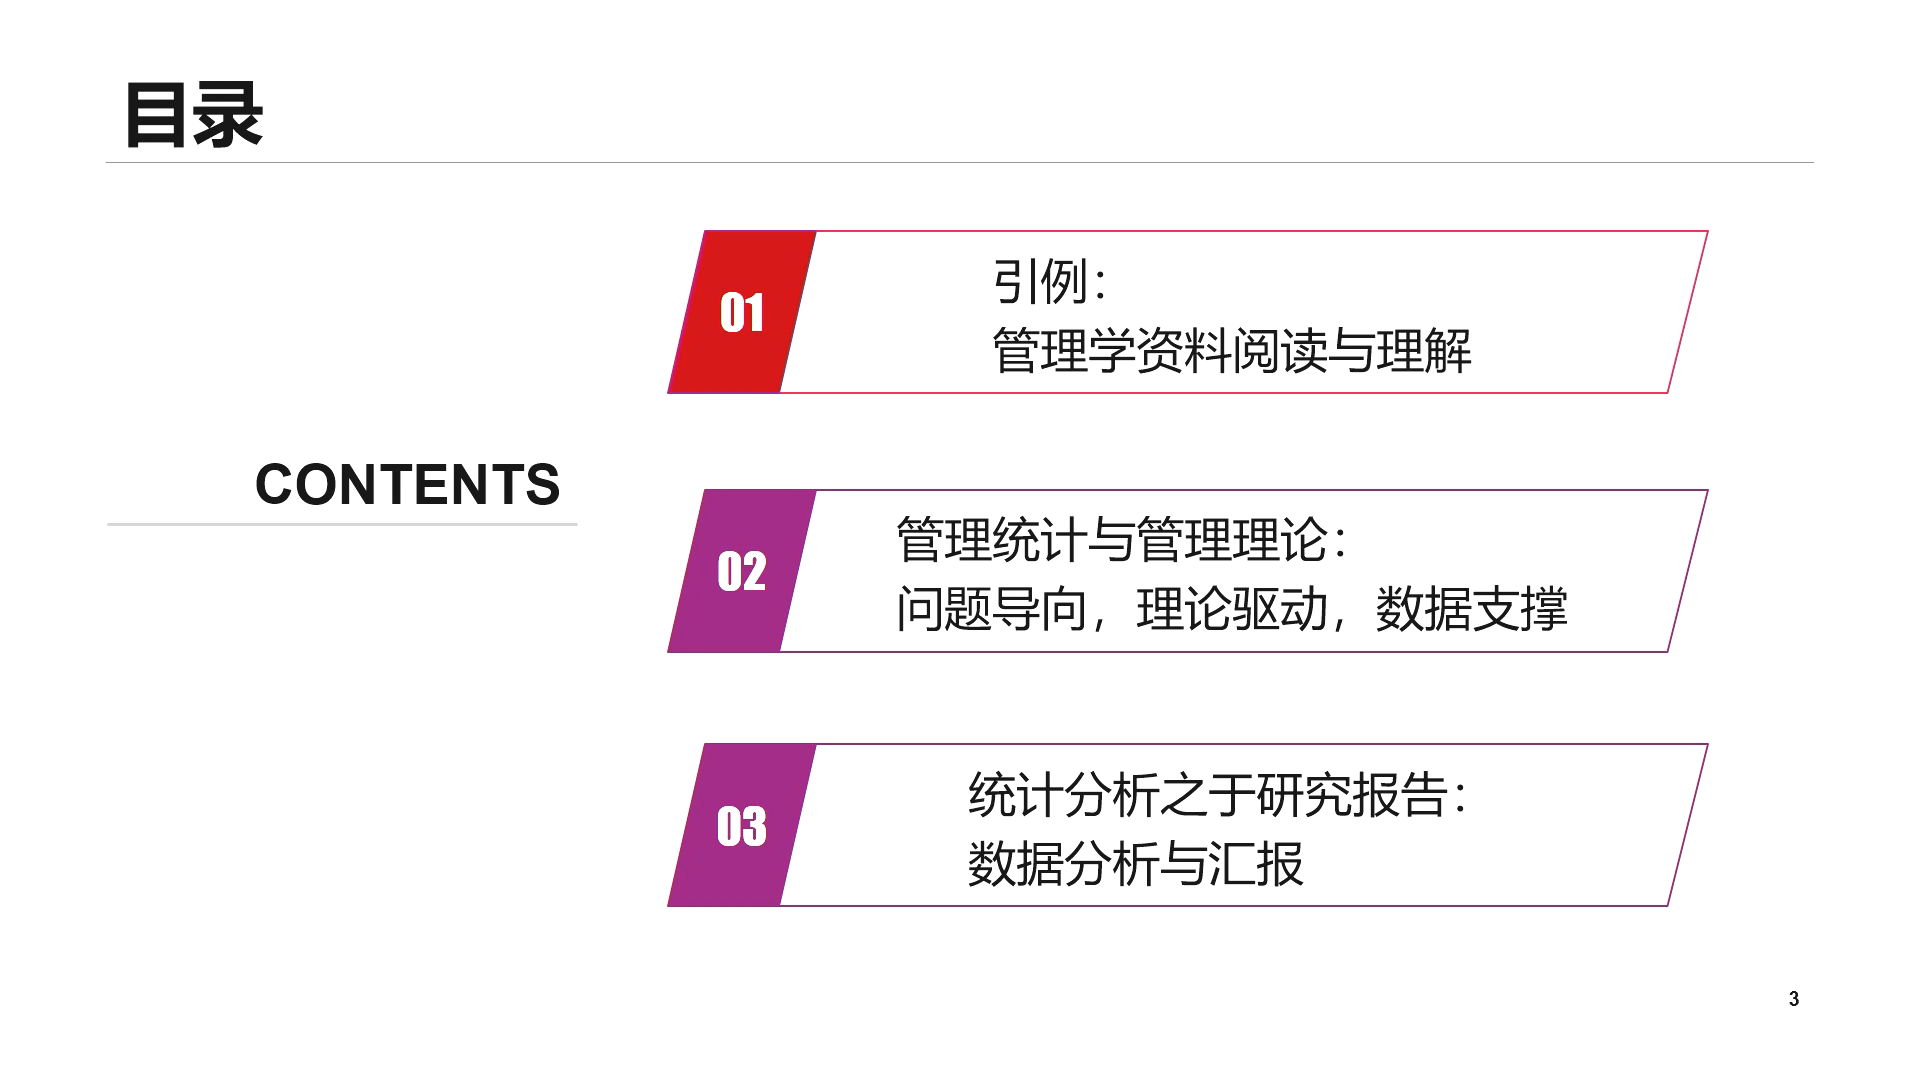 目录
CONTENTS
01
引例：
管理学资料阅读与理解
02
管理统计与管理理论：
问题导向，理论驱动，数据支撑
03
统计分析之于研究报告：
数据分析与汇报
3